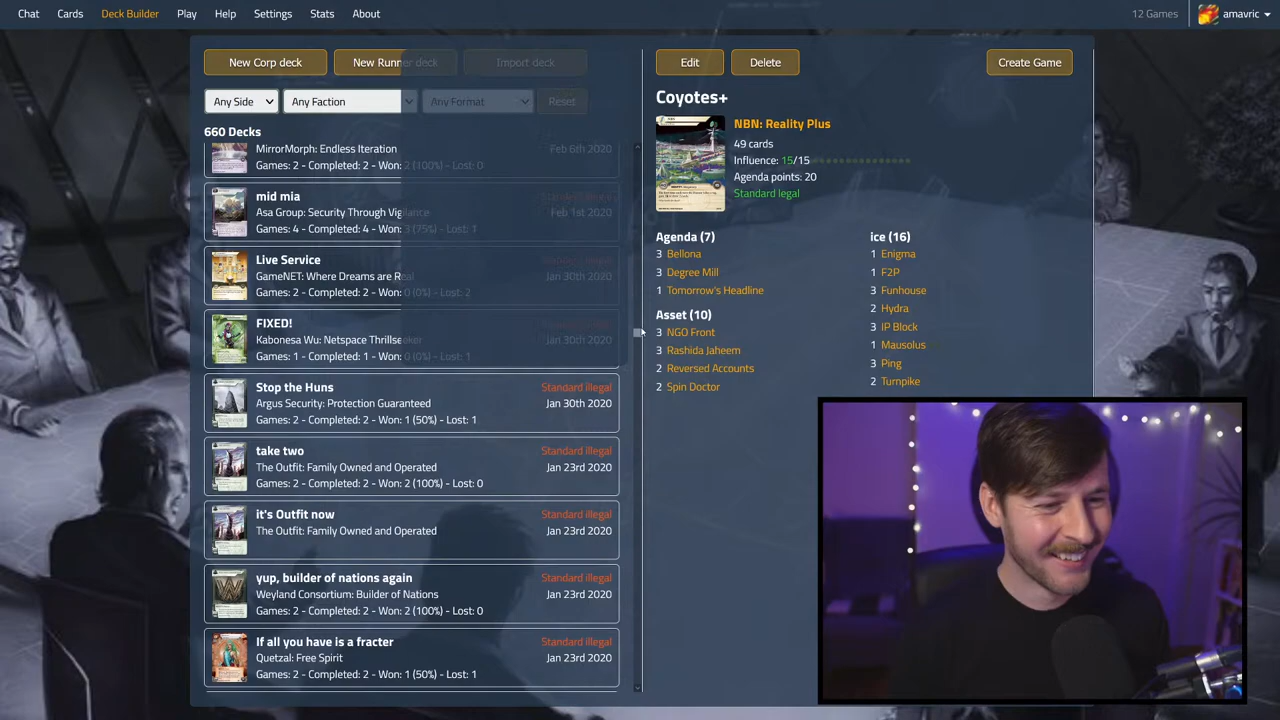 Chat Cards Deck Builder Play Help Settings Stats About 12 Games amavric
New Corp deck New Runner deck Import deck
Any Side Any Faction Any Format Reset
660 Decks
MirrorMorph: Endless Iteration Feb 6th 2020
Games: 2 - Completed: 2 - Won: 2 (100%) - Lost: 0
mid mia
Asa Group: Security Through Vigilance Feb 1st 2020
Games: 4 - Completed: 4 - Won: 3 (75%) - Lost: 1
Live Service
GameNET: Where Dreams are Real Jan 30th 2020
Games: 2 - Completed: 2 - Won: 0 (0%) - Lost: 2
FIXED!
Kabonesa Wu: Netspace Thrillseeker Jan 30th 2020
Games: 1 - Completed: 1 - Won: 0 (0%) - Lost: 1
Stop the Huns Standard illegal
Argus Security: Protection Guaranteed Jan 30th 2020
Games: 2 - Completed: 2 - Won: 1 (50%) - Lost: 1
take two Standard illegal
The Outfit: Family Owned and Operated Jan 23rd 2020
Games: 2 - Completed: 2 - Won: 2 (100%) - Lost: 0
it's Outfit now Standard illegal
The Outfit: Family Owned and Operated Jan 23rd 2020
yup, builder of nations again Standard illegal
Weyland Consortium: Builder of Nations Jan 23rd 2020
Games: 2 - Completed: 2 - Won: 2 (100%) - Lost: 0
If all you have is a fracter Standard illegal
Quetzal: Free Spirit Jan 23rd 2020
Games: 2 - Completed: 2 - Won: 1 (50%) - Lost: 1
Edit Delete Create Game
Coyotes+
NBN: Reality Plus
49 cards
Influence: 15/15
Agenda points: 20
Standard legal
Agenda (7)
3 Bellona
3 Degree Mill
1 Tomorrow's Headline
Asset (10)
3 NGO Front
3 Rashida Jaheem
2 Reversed Accounts
2 Spin Doctor
ice (16)
1 Enigma
1 F2P
3 Funhouse
2 Hydra
3 IP Block
1 Mausolus
3 Ping
2 Turnpike